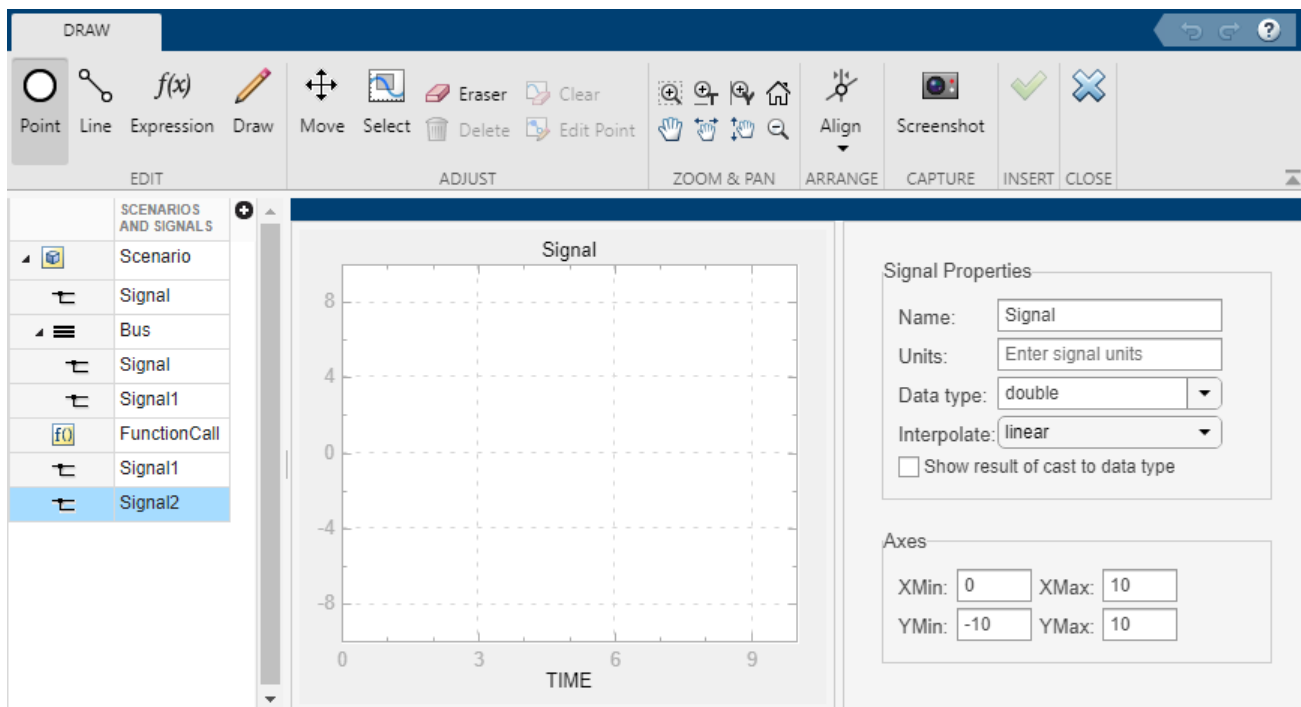 DRAW
?
Point Line f(x) Expression Draw Move Select Eraser Clear
Delete Edit Point
Align Screenshot
EDIT ADJUST ZOOM & PAN ARRANGE CAPTURE INSERT CLOSE
SCENARIOS
AND SIGNALS
Scenario
Signal
Bus
Signal
Signal1
f() FunctionCall
Signal1
Signal2
Signal
8
4
0
-4
-8
0 3 6 9
TIME
Signal Properties
Name: Signal
Units: Enter signal units
Data type: double
Interpolate: linear
Show result of cast to data type
Axes
XMin: 0 XMax: 10
YMin: -10 YMax: 10